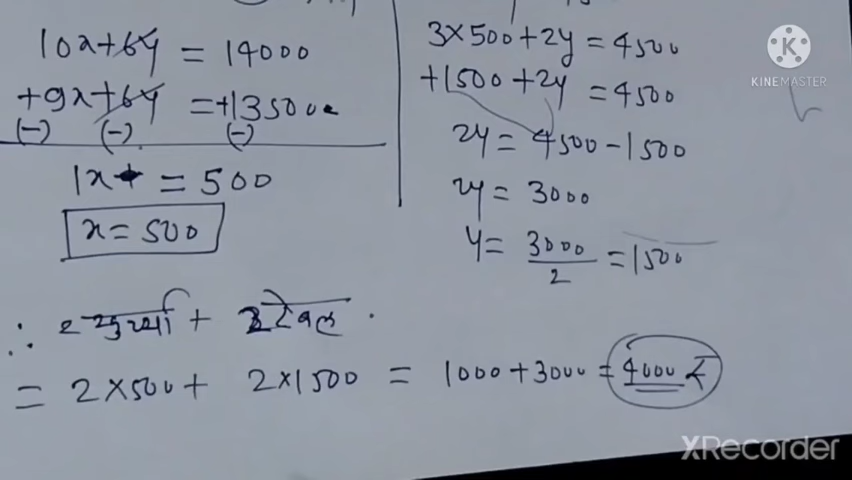 10x+6y = 14000
+9x+6y = +13500
(-) (-) (-)
1x = 500
x = 500
3×500+2y = 4500
+1500+2y = 4500
2y = 4500-1500
2y = 3000
y = 3000/2 = 1500
∴ 2 कुर्सी + 2 टेबल
= 2×500+ 2×1500 = 1000+3000 = 4000 ₹
KINEMASTER
XRecorder